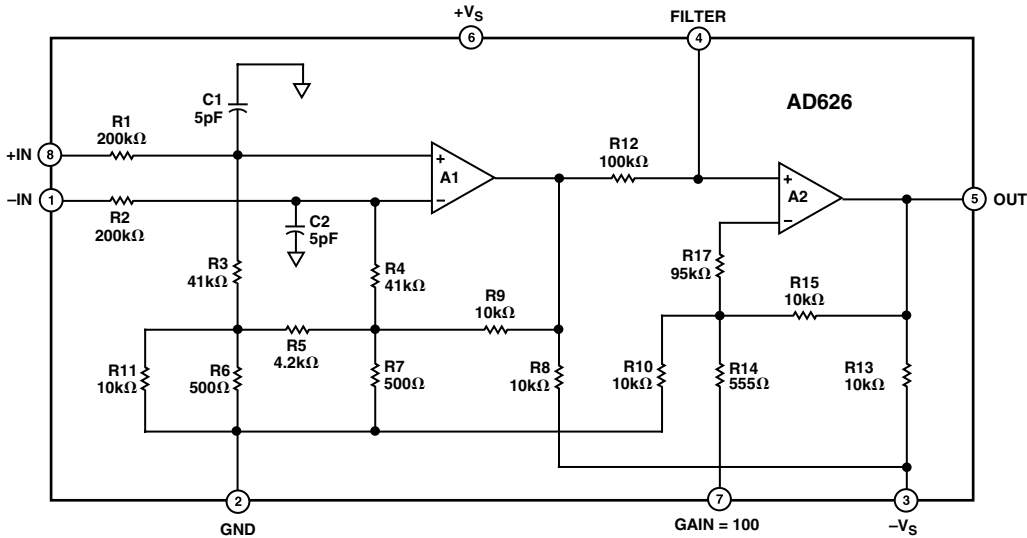 +VS
6
FILTER
4
AD626
C1
5pF
R1
200kΩ
+IN
8
R12
100kΩ
+
A1
−
+
A2
−
−IN
1
R2
200kΩ
C2
5pF
5
OUT
R17
95kΩ
R3
41kΩ
R4
41kΩ
R15
10kΩ
R9
10kΩ
R5
4.2kΩ
R11
10kΩ
R6
500Ω
R7
500Ω
R8
10kΩ
R10
10kΩ
R14
555Ω
R13
10kΩ
2
GND
7
GAIN = 100
3
−VS